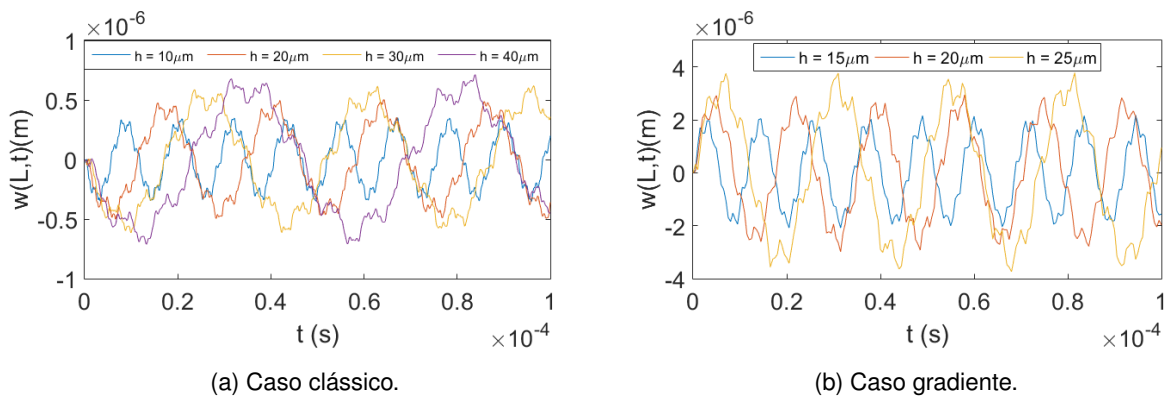 ×10⁻⁶
1
h = 10μm h = 20μm h = 30μm h = 40μm
0.5
0
-0.5
-1
w(L,t)(m)
0 0.2 0.4 0.6 0.8 1
t (s)
×10⁻⁴
(a) Caso clássico.
×10⁻⁶
h = 15μm h = 20μm h = 25μm
4
2
0
-2
-4
w(L,t)(m)
0 0.2 0.4 0.6 0.8 1
t (s)
×10⁻⁴
(b) Caso gradiente.